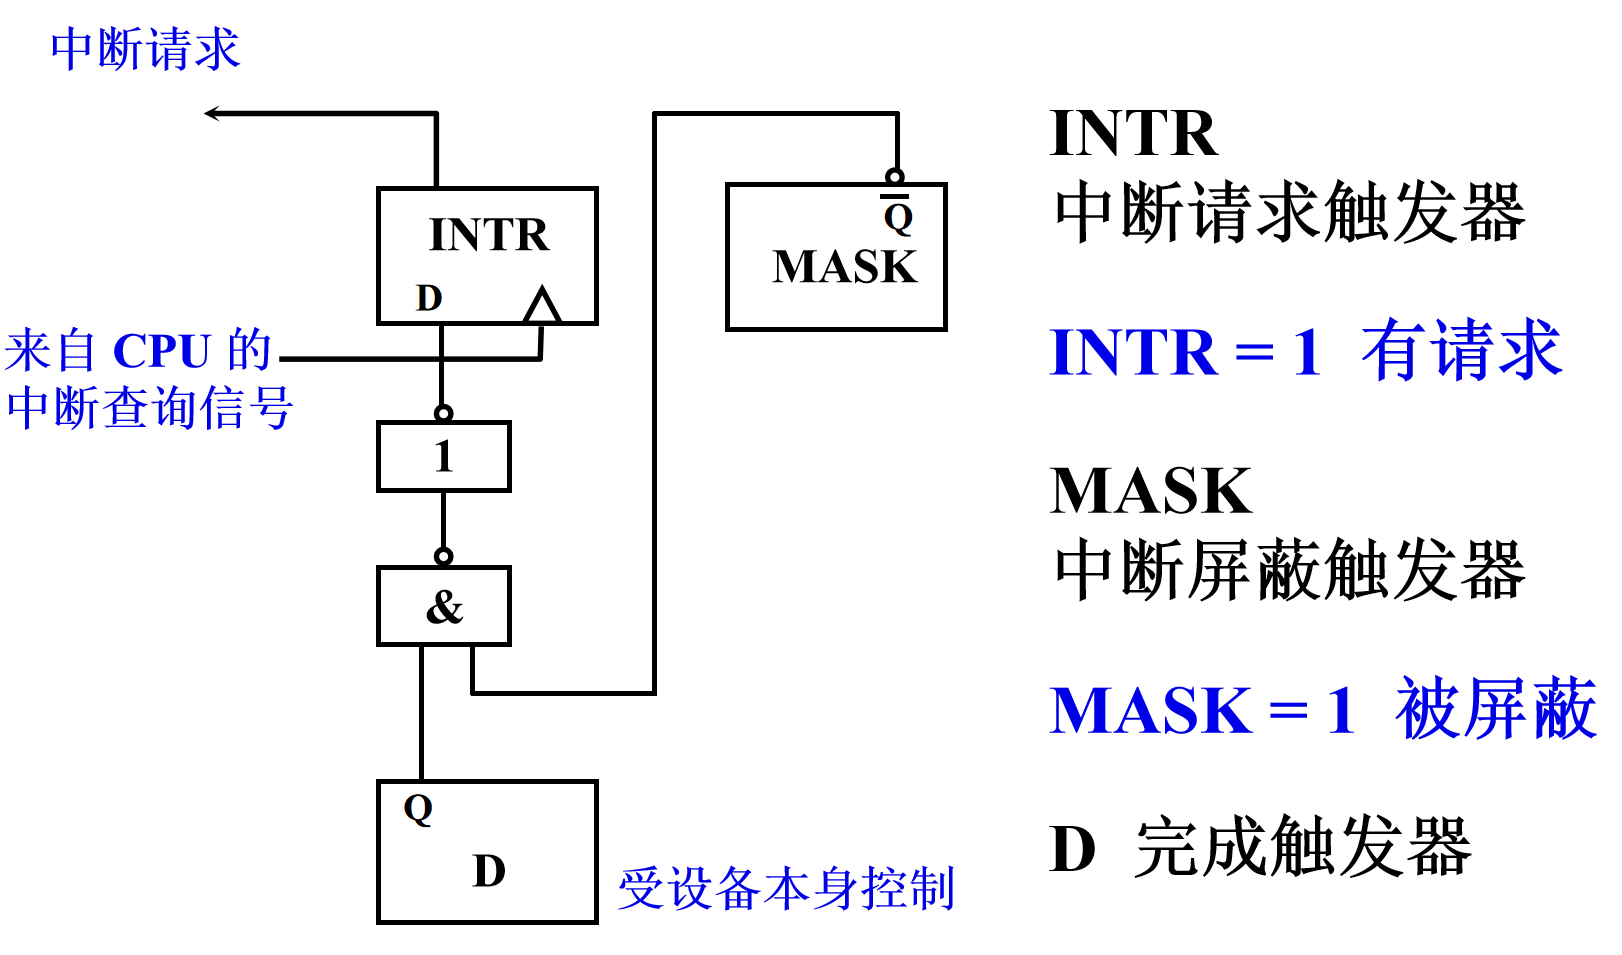 中断请求
INTR
D
来自 CPU 的
中断查询信号
1
&
Q
D
受设备本身控制
Q̅
MASK
INTR
中断请求触发器
INTR = 1 有请求
MASK
中断屏蔽触发器
MASK = 1 被屏蔽
D 完成触发器